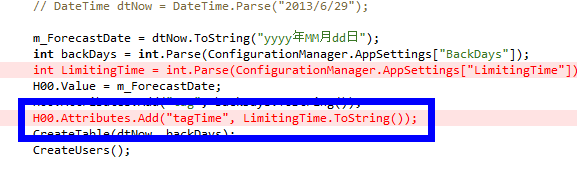 // DateTime dtNow = DateTime.Parse("2013/6/29");
m_ForecastDate = dtNow.ToString("yyyy年MM月dd日");
int backDays = int.Parse(ConfigurationManager.AppSettings["BackDays"]);
int LimitingTime = int.Parse(ConfigurationManager.AppSettings["LimitingTime"])
H00.Value = m_ForecastDate;
H00.Attributes.Add("tagTime", LimitingTime.ToString());
CreateTable(dtNow, backDays);
CreateUsers();